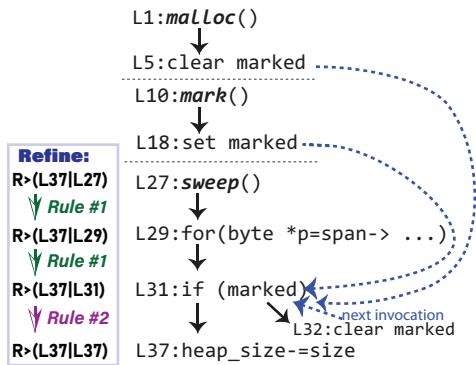 L1:malloc()
L5:clear marked
L10:mark()
L18:set marked
L27:sweep()
L29:for(byte *p=span-> ...)
L31:if (marked)
next invocation
L32:clear marked
L37:heap_size-=size
Refine:
R>(L37|L27)
Rule #1
R>(L37|L29)
Rule #1
R>(L37|L31)
Rule #2
R>(L37|L37)